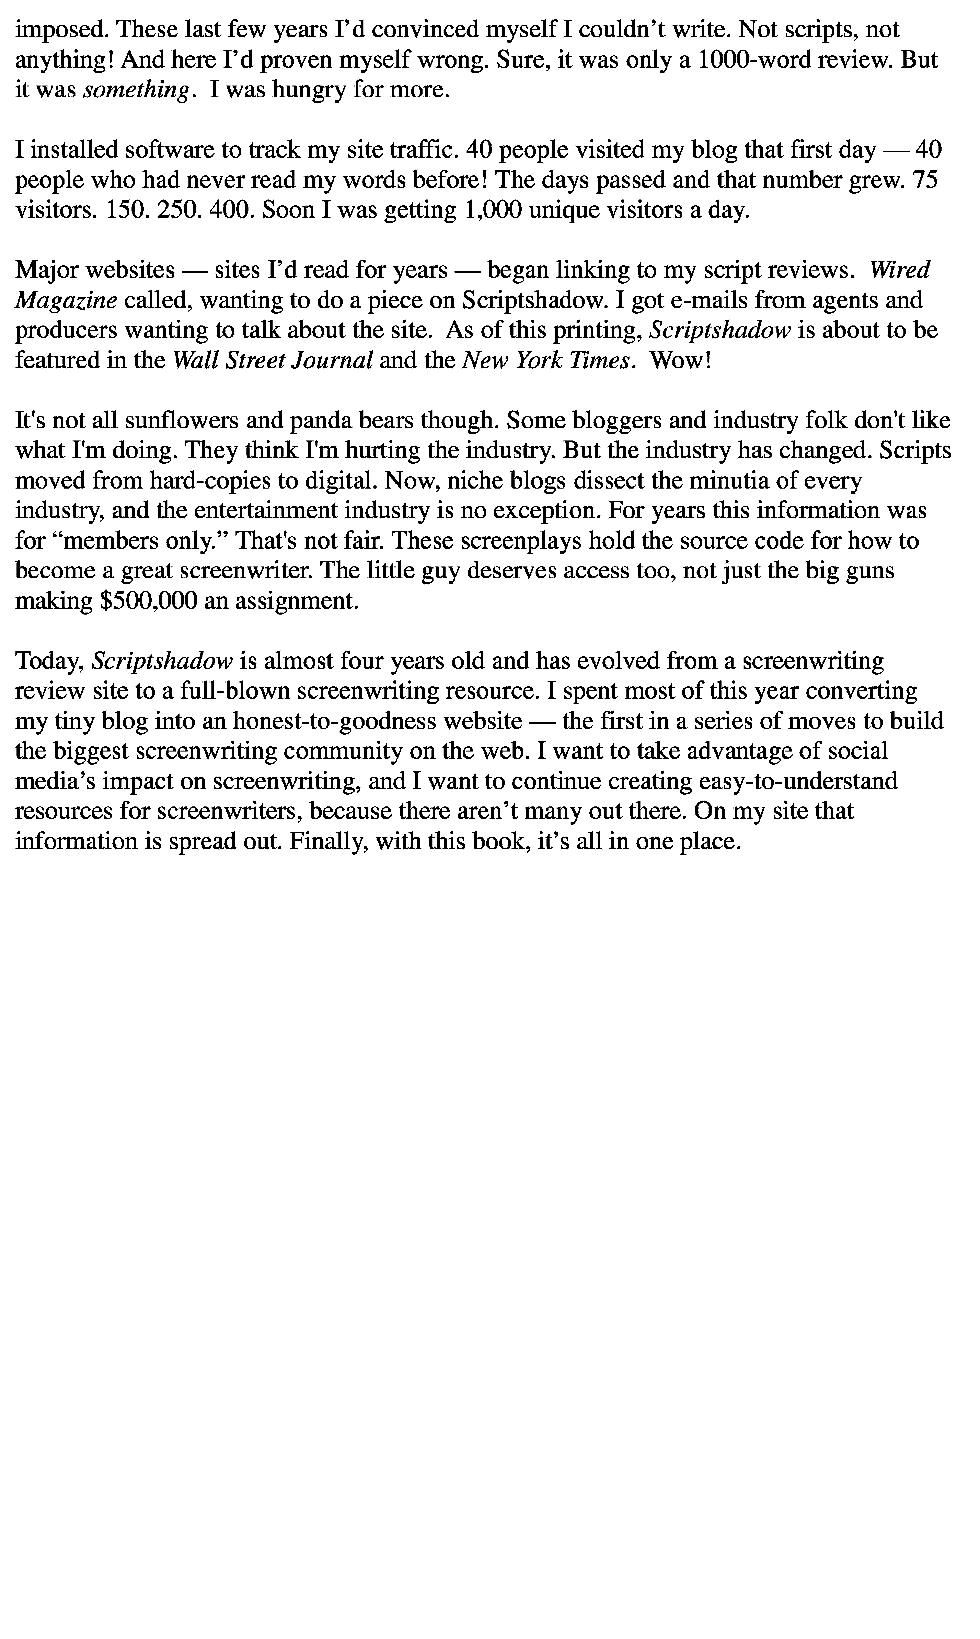 imposed. These last few years I’d convinced myself I couldn’t write. Not scripts, not
anything! And here I’d proven myself wrong. Sure, it was only a 1000-word review. But
it was something.  I was hungry for more.
I installed software to track my site traffic. 40 people visited my blog that first day — 40
people who had never read my words before! The days passed and that number grew. 75
visitors. 150. 250. 400. Soon I was getting 1,000 unique visitors a day.
Major websites — sites I’d read for years — began linking to my script reviews.  Wired
Magazine called, wanting to do a piece on Scriptshadow. I got e-mails from agents and
producers wanting to talk about the site.  As of this printing, Scriptshadow is about to be
featured in the Wall Street Journal and the New York Times.  Wow!
It's not all sunflowers and panda bears though. Some bloggers and industry folk don't like
what I'm doing. They think I'm hurting the industry. But the industry has changed. Scripts
moved from hard-copies to digital. Now, niche blogs dissect the minutia of every
industry, and the entertainment industry is no exception. For years this information was
for “members only.” That's not fair. These screenplays hold the source code for how to
become a great screenwriter. The little guy deserves access too, not just the big guns
making $500,000 an assignment.
Today, Scriptshadow is almost four years old and has evolved from a screenwriting
review site to a full-blown screenwriting resource. I spent most of this year converting
my tiny blog into an honest-to-goodness website — the first in a series of moves to build
the biggest screenwriting community on the web. I want to take advantage of social
media’s impact on screenwriting, and I want to continue creating easy-to-understand
resources for screenwriters, because there aren’t many out there. On my site that
information is spread out. Finally, with this book, it’s all in one place.